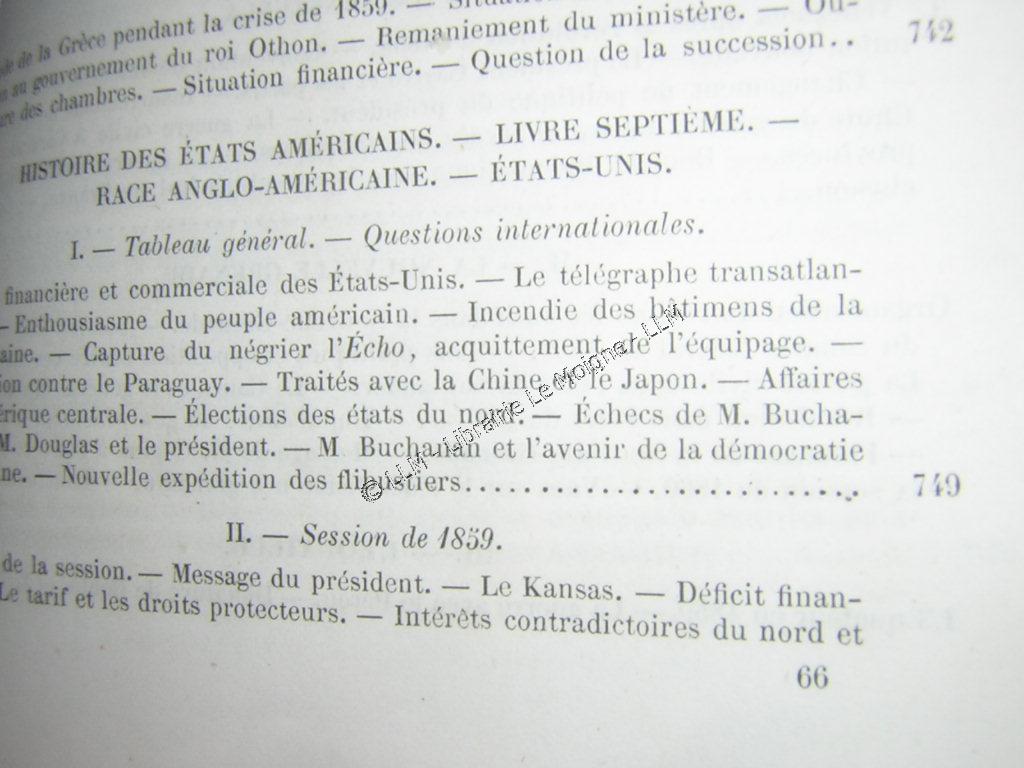 de la Grèce pendant la crise de 1859. — Situation
au gouvernement du roi Othon. — Remaniement du ministère. — Ou-
des chambres. — Situation financière. — Question de la succession.. 742
HISTOIRE DES ÉTATS AMÉRICAINS. — LIVRE SEPTIÈME. —
RACE ANGLO-AMÉRICAINE. — ÉTATS-UNIS.
I. — Tableau général. — Questions internationales.
financière et commerciale des États-Unis. — Le télégraphe transatlan-
— Enthousiasme du peuple américain. — Incendie des bâtimens de la
aine. — Capture du négrier l'Écho, acquittement de l'équipage. —
ion contre le Paraguay. — Traités avec la Chine et le Japon. — Affaires
érique centrale. — Élections des états du nord. — Échecs de M. Bucha-
M. Douglas et le président. — M Buchanan et l'avenir de la démocratie
ne. — Nouvelle expédition des flibustiers........................... 749
II. — Session de 1859.
de la session. — Message du président. — Le Kansas. — Déficit finan-
Le tarif et les droits protecteurs. — Intérêts contradictoires du nord et
66
© LLM - Librairie Le Moigne - LLM